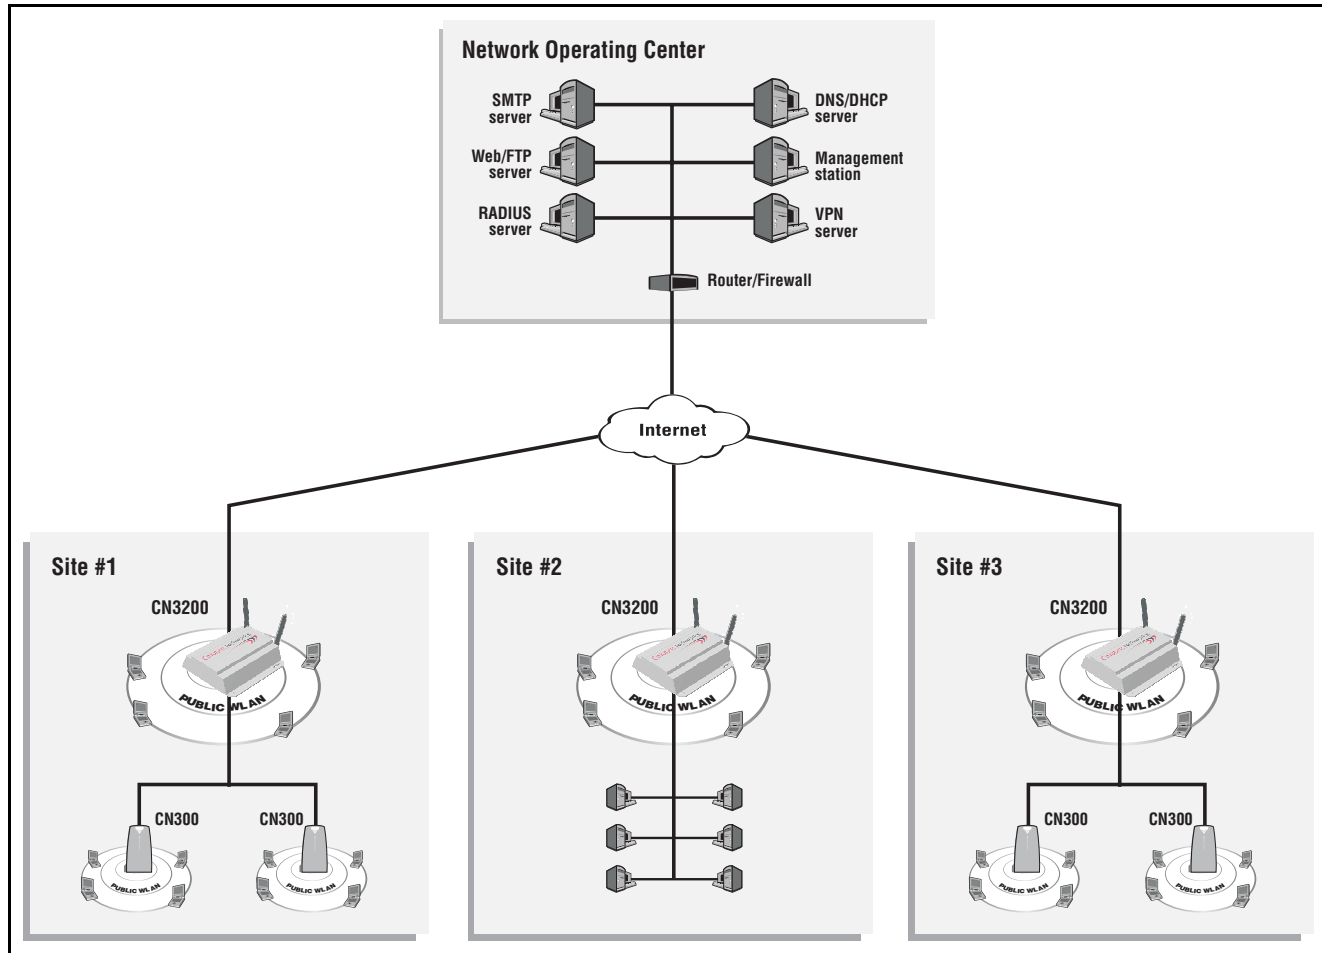 Network Operating Center
SMTP
server
DNS/DHCP
server
Web/FTP
server
Management
station
RADIUS
server
VPN
server
Router/Firewall
Internet
Site #1
CN3200
PUBLIC WLAN
CN300
CN300
PUBLIC WLAN
PUBLIC WLAN
Site #2
CN3200
PUBLIC WLAN
Site #3
CN3200
PUBLIC WLAN
CN300
CN300
PUBLIC WLAN
PUBLIC WLAN